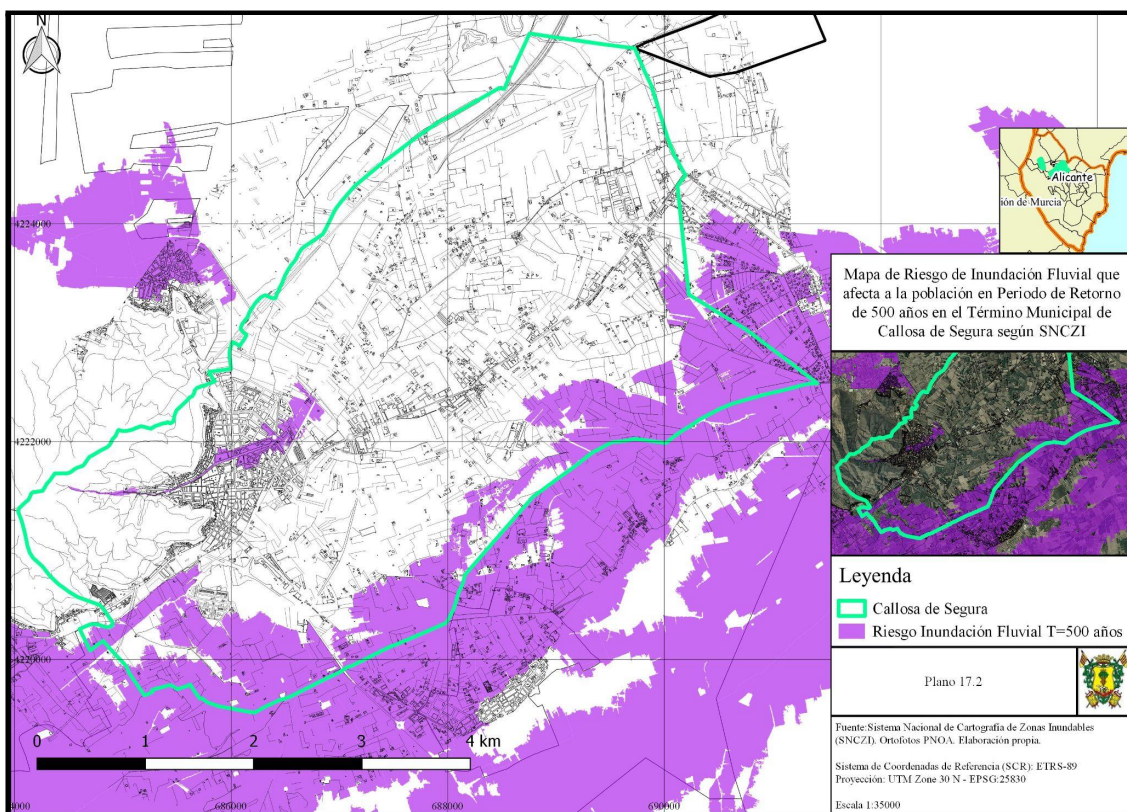 N
4224000
4222000
4220000
0 1 2 4 km
4000
686000
688000
690000
Alicante
ión de Murcia
Mapa de Riesgo de Inundación Fluvial que
afecta a la población en Periodo de Retorno
de 500 años en el Término Municipal de
Callosa de Segura según SNCZI
Leyenda
Callosa de Segura
Riesgo Inundación Fluvial T=500 años
Plano 17.2
Fuente:Sistema Nacional de Cartografía de Zonas Inundables
(SNCZI). Ortofotos PNOA. Elaboración propia.
Sistema de Coordenadas de Referencia (SCR): ETRS-89
Proyección: UTM Zone 30 N - EPSG:25830
Escala 1:35000